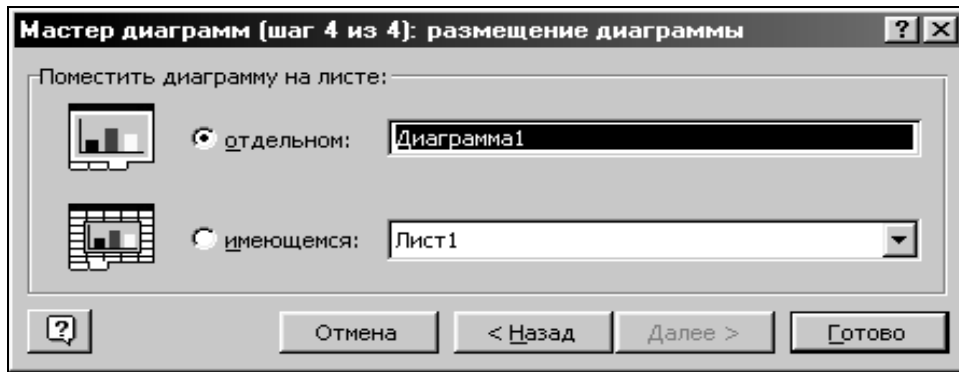 Мастер диаграмм (шаг 4 из 4): размещение диаграммы ? ×
Поместить диаграмму на листе:
отдельном: Диаграмма1
имеющемся: Лист1
? Отмена < Назад Далее > Готово